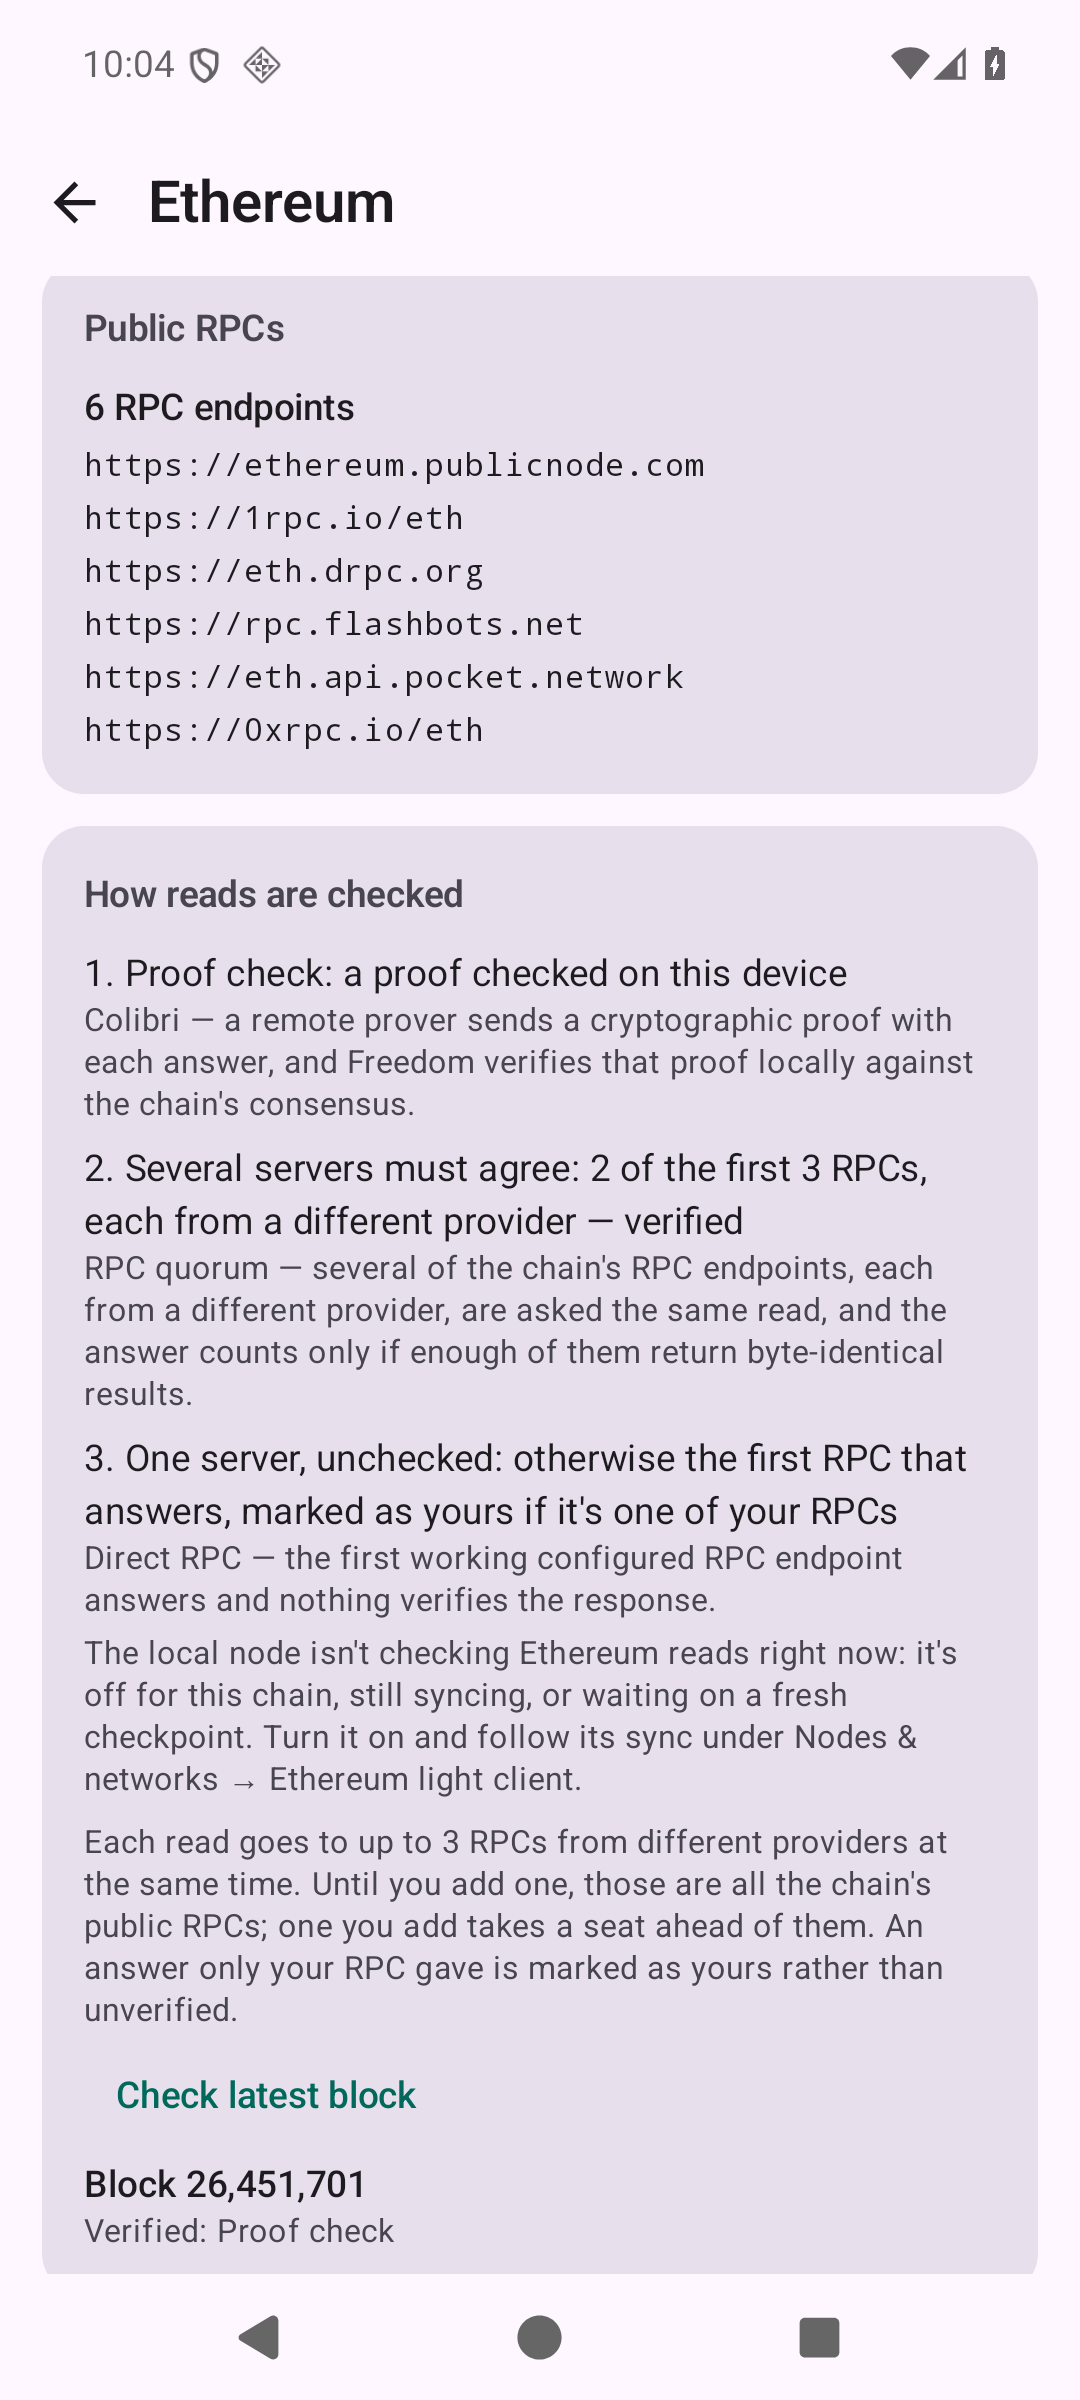 10:04
Ethereum
Public RPCs
6 RPC endpoints
https://ethereum.publicnode.com
https://1rpc.io/eth
https://eth.drpc.org
https://rpc.flashbots.net
https://eth.api.pocket.network
https://0xrpc.io/eth
How reads are checked
1. Proof check: a proof checked on this device
Colibri — a remote prover sends a cryptographic proof with
each answer, and Freedom verifies that proof locally against
the chain's consensus.
2. Several servers must agree: 2 of the first 3 RPCs,
each from a different provider — verified
RPC quorum — several of the chain's RPC endpoints, each
from a different provider, are asked the same read, and the
answer counts only if enough of them return byte-identical
results.
3. One server, unchecked: otherwise the first RPC that
answers, marked as yours if it's one of your RPCs
Direct RPC — the first working configured RPC endpoint
answers and nothing verifies the response.
The local node isn't checking Ethereum reads right now: it's
off for this chain, still syncing, or waiting on a fresh
checkpoint. Turn it on and follow its sync under Nodes &
networks → Ethereum light client.
Each read goes to up to 3 RPCs from different providers at
the same time. Until you add one, those are all the chain's
public RPCs; one you add takes a seat ahead of them. An
answer only your RPC gave is marked as yours rather than
unverified.
Check latest block
Block 26,451,701
Verified: Proof check